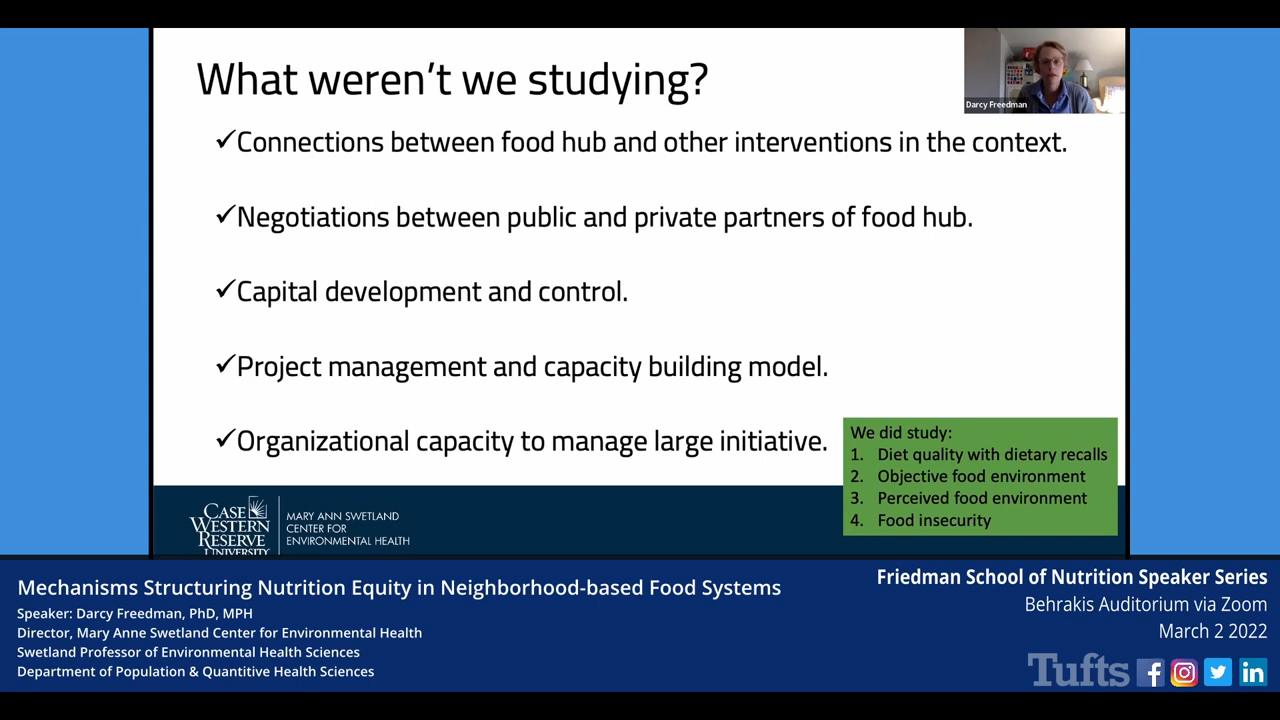 What weren't we studying?
Darcy Freedman
✓Connections between food hub and other interventions in the context.
✓Negotiations between public and private partners of food hub.
✓Capital development and control.
✓Project management and capacity building model.
✓Organizational capacity to manage large initiative.
We did study:
1. Diet quality with dietary recalls
2. Objective food environment
3. Perceived food environment
4. Food insecurity
CASE
WESTERN
RESERVE
UNIVERSITY
MARY ANN SWETLAND
CENTER FOR
ENVIRONMENTAL HEALTH
Mechanisms Structuring Nutrition Equity in Neighborhood-based Food Systems
Speaker: Darcy Freedman, PhD, MPH
Director, Mary Anne Swetland Center for Environmental Health
Swetland Professor of Environmental Health Sciences
Department of Population & Quantitative Health Sciences
Friedman School of Nutrition Speaker Series
Behrakis Auditorium via Zoom
March 2 2022
Tufts